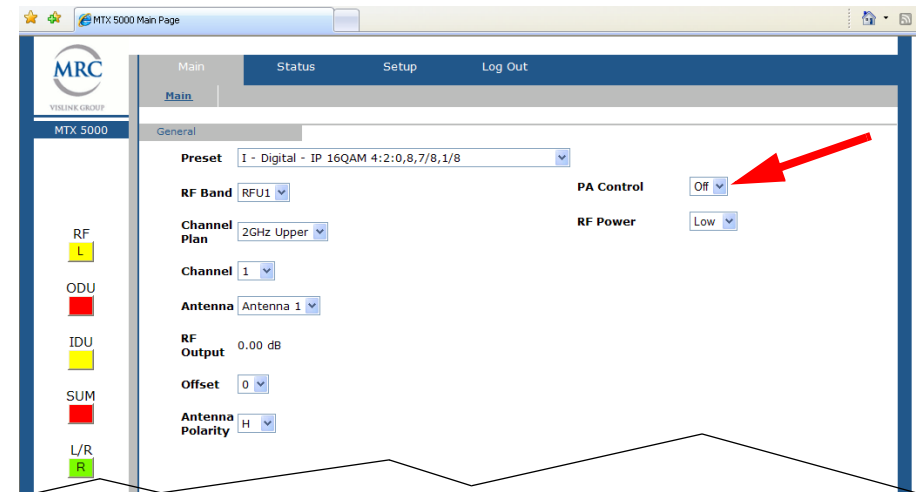 MTX 5000 Main Page
MRC
VISLINK GROUP
MTX 5000
RF
L
ODU
IDU
SUM
L/R
R
Main Status Setup Log Out
Main
General
Preset I - Digital - IP 16QAM 4:2:0,8,7/8,1/8
RF Band RFU1
PA Control Off
Channel Plan 2GHz Upper
RF Power Low
Channel 1
Antenna Antenna 1
RF Output 0.00 dB
Offset 0
Antenna Polarity H